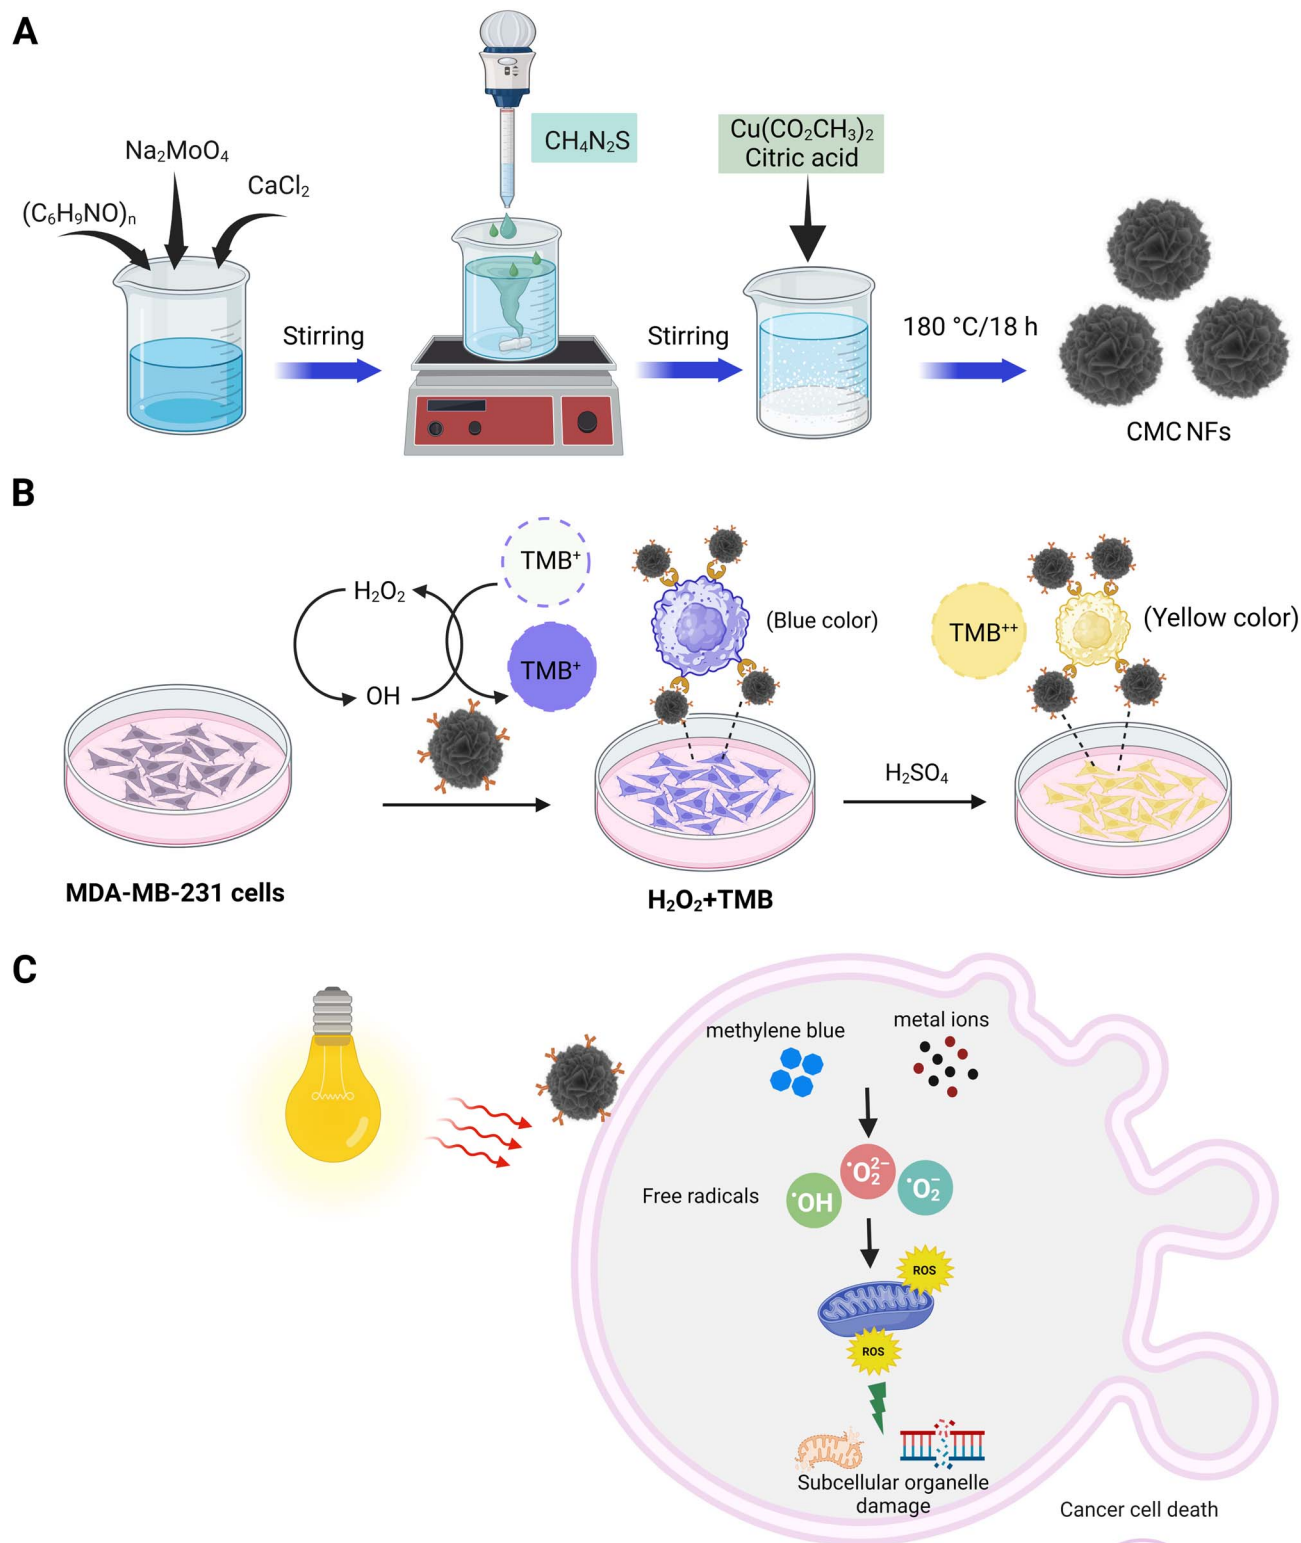 A
Na₂MoO₄
CaCl₂
(C₆H₉NO)ₙ
CH₄N₂S
Cu(CO₂CH₃)₂
Citric acid
Stirring
Stirring
180 °C/18 h
CMC NFs
B
H₂O₂
OH
TMB⁺
TMB⁺
(Blue color)
TMB⁺⁺
(Yellow color)
H₂SO₄
MDA-MB-231 cells
H₂O₂+TMB
C
methylene blue
metal ions
Free radicals
•OH
•O₂²⁻
•O₂⁻
ROS
ROS
Subcellular organelle
damage
Cancer cell death